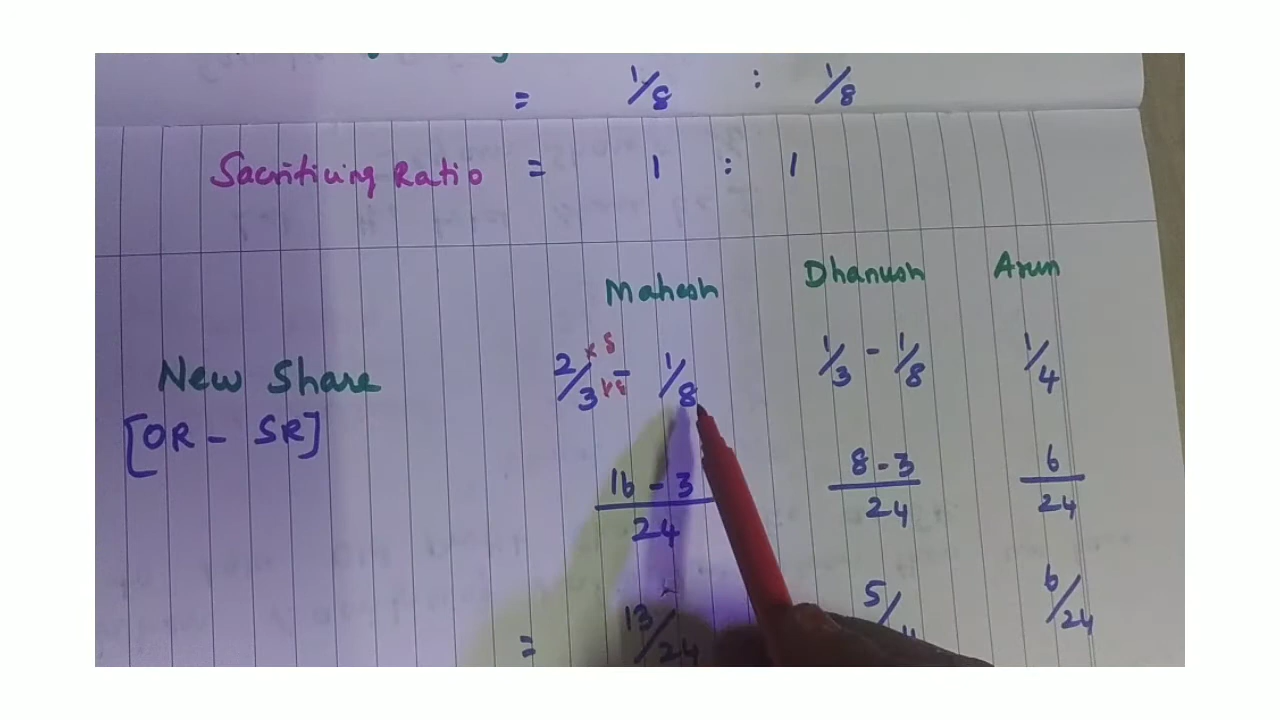 = 1/8 : 1/8
Sacrificing Ratio = 1 : 1
Mahesh Dhanush Arun
New Share 2/3 ×8 ×8 - 1/8 1/3 - 1/8 1/4
[OR - SR]
16 - 3 8 - 3 6
24 24 24
= 13/24 5/ 6/24